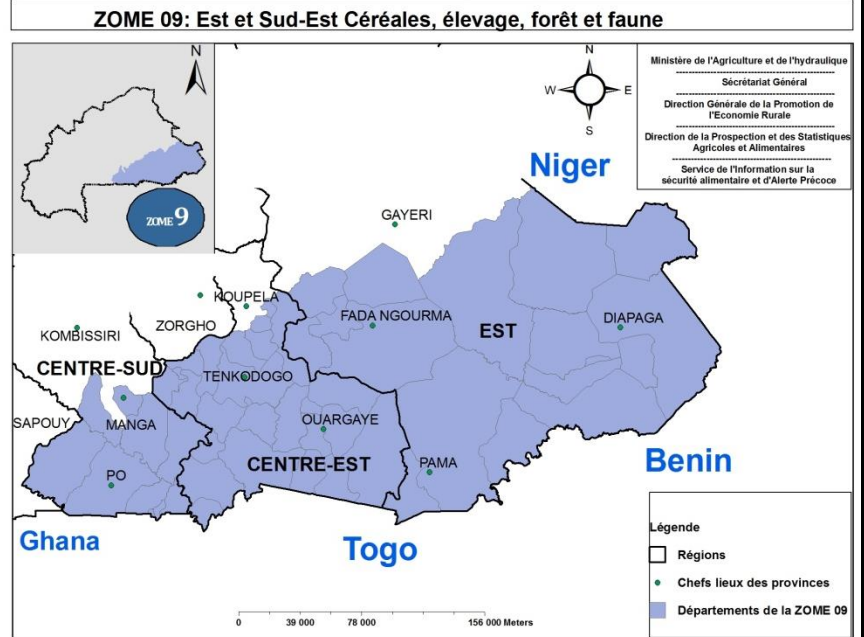 ZOME 09: Est et Sud-Est Céréales, élevage, forêt et faune
N
ZOME 9
N
W
E
S
Ministère de l'Agriculture et de l'hydraulique
Sécrétariat Général
Direction Générale de la Promotion de
l'Economie Rurale
Direction de la Prospection et des Statistiques
Agricoles et Alimentaires
Service de l'Information sur la
sécurité alimentaire et d'Alerte Précoce
Niger
GAYERI
KOUPELA
ZORGHO
KOMBISSIRI
FADA NGOURMA
EST
DIAPAGA
CENTRE-SUD
TENKODOGO
SAPOUY
MANGA
OUARGAYE
CENTRE-EST
PAMA
PO
Benin
Ghana
Togo
Légende
Régions
Chefs lieux des provinces
Départements de la ZOME 09
0 39 000 78 000 156 000 Meters